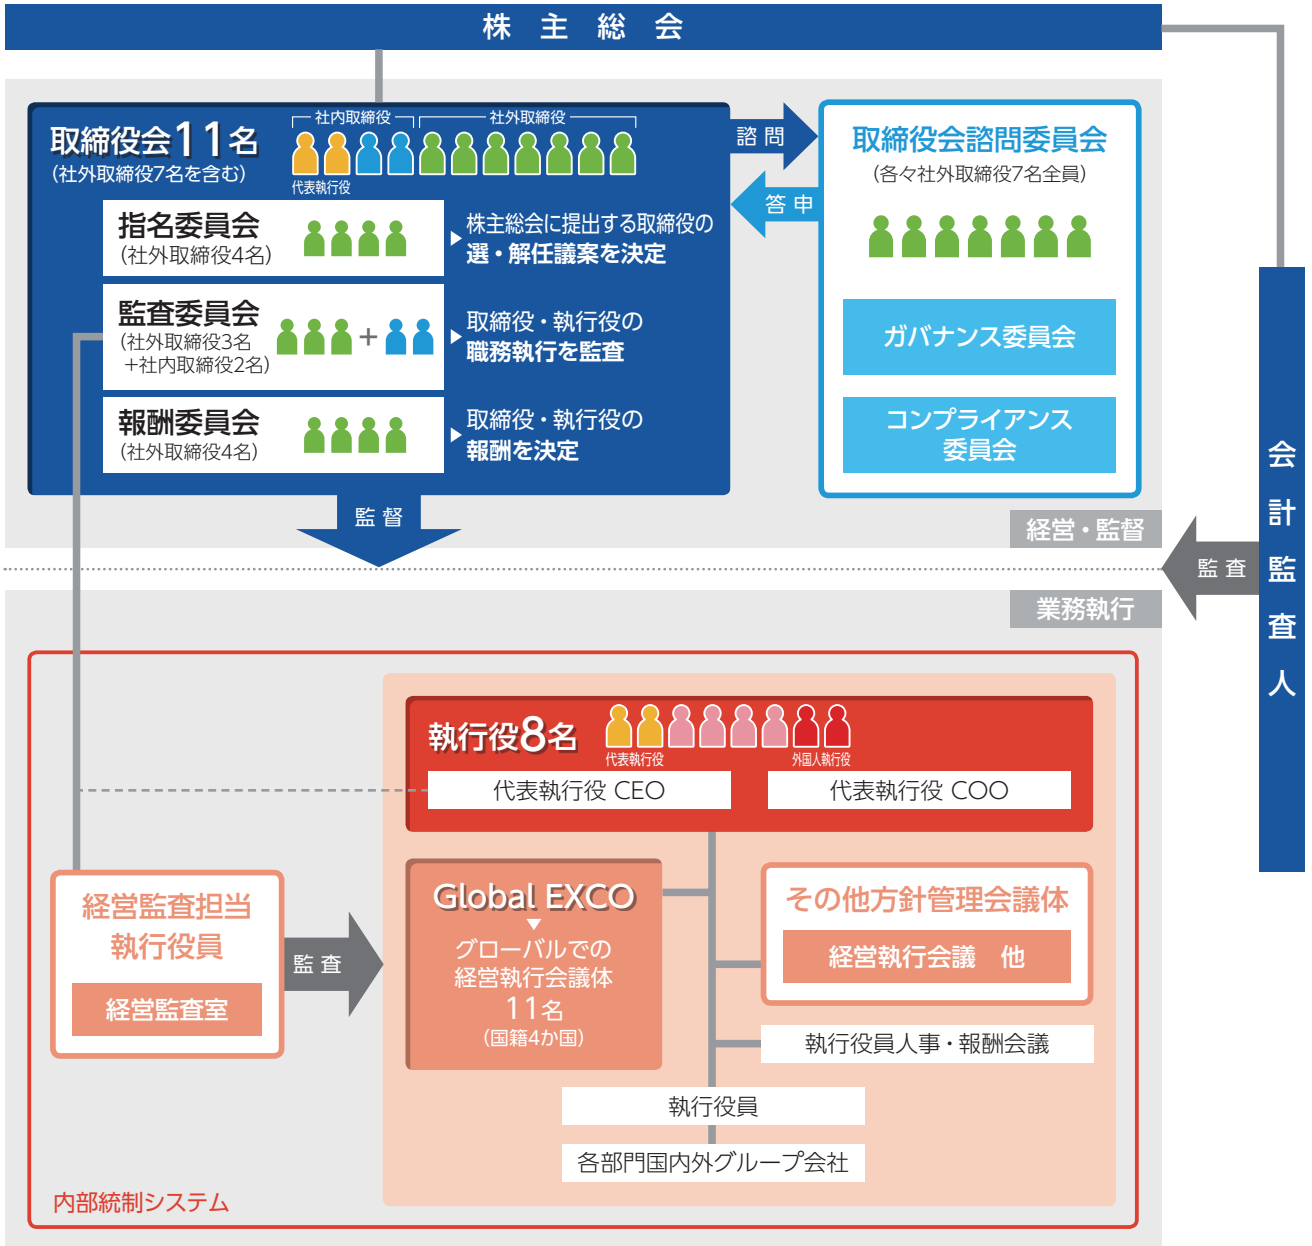 株主総会
取締役会11名
（社外取締役7名を含む）
社内取締役
社外取締役
代表執行役
指名委員会
（社外取締役4名）
株主総会に提出する取締役の
選・解任議案を決定
監査委員会
（社外取締役3名
＋社内取締役2名）
+
取締役・執行役の
職務執行を監査
報酬委員会
（社外取締役4名）
取締役・執行役の
報酬を決定
諮問
答申
取締役会諮問委員会
（各々社外取締役7名全員）
ガバナンス委員会
コンプライアンス
委員会
監督
経営・監督
監査
会計監査人
業務執行
執行役8名
代表執行役
外国人執行役
代表執行役 CEO
代表執行役 COO
経営監査担当
執行役員
経営監査室
監査
Global EXCO
グローバルでの
経営執行会議体
11名
（国籍4か国）
その他方針管理会議体
経営執行会議　他
執行役員人事・報酬会議
執行役員
各部門国内外グループ会社
内部統制システム